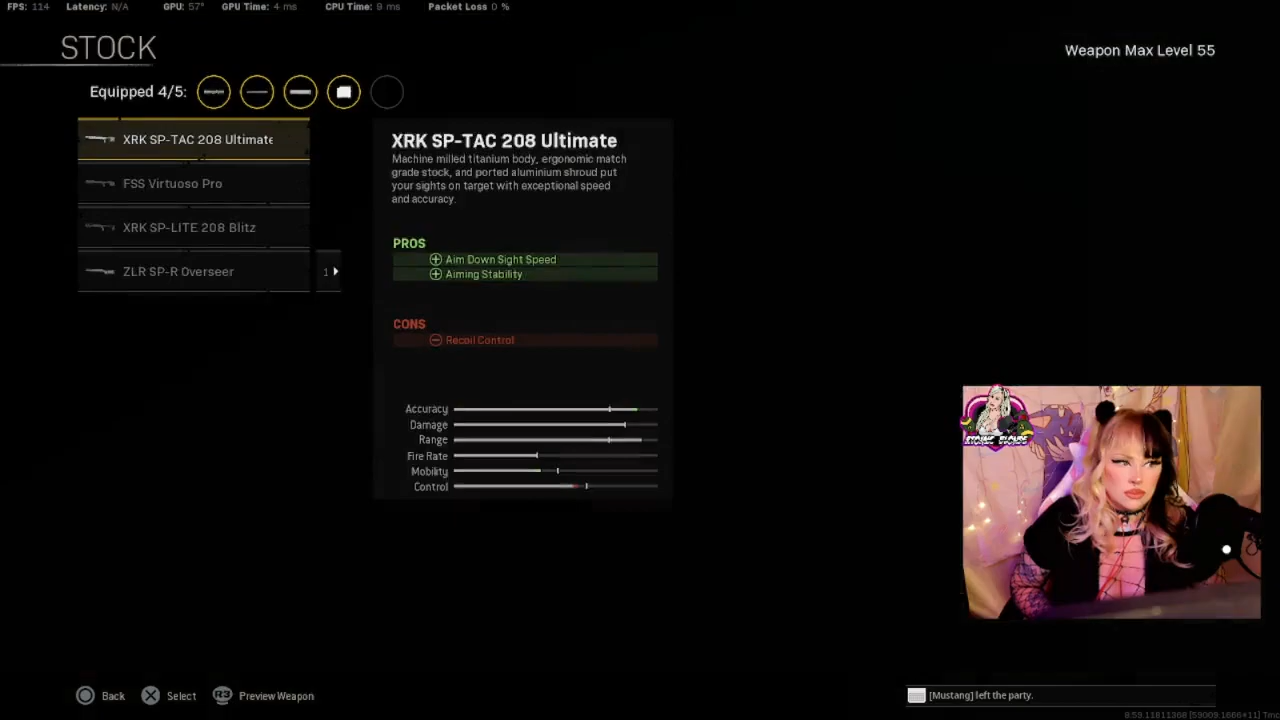 FPS: 114 Latency: N/A GPU: 57° GPU Time: 4 ms CPU Time: 9 ms Packet Loss 0 %
STOCK
Weapon Max Level 55
Equipped 4/5:
XRK SP-TAC 208 Ultimate
FSS Virtuoso Pro
XRK SP-LITE 208 Blitz
ZLR SP-R Overseer
1
XRK SP-TAC 208 Ultimate
Machine milled titanium body, ergonomic match
grade stock, and ported aluminium shroud put
your sights on target with exceptional speed
and accuracy.
PROS
Aim Down Sight Speed
Aiming Stability
CONS
Recoil Control
Accuracy
Damage
Range
Fire Rate
Mobility
Control
ATOMIC BLONDE
Back Select R3 Preview Weapon
[Mustang] left the party.